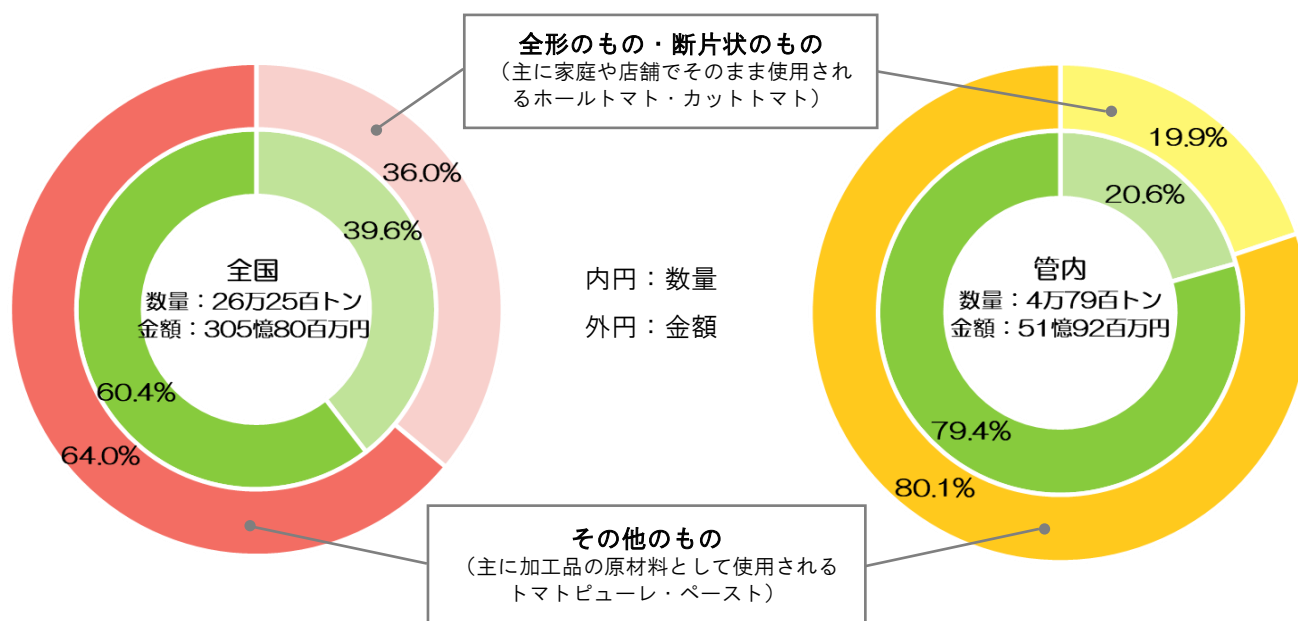 全形のもの・断片状のもの
（主に家庭や店舗でそのまま使用され
るホールトマト・カットトマト）
36.0%
39.6%
全国
数量：26万25百トン
金額：305憶80百万円
60.4%
64.0%
内円：数量
外円：金額
19.9%
20.6%
管内
数量：4万79百トン
金額：51憶92百万円
79.4%
80.1%
その他のもの
（主に加工品の原材料として使用される
トマトピューレ・ペースト）